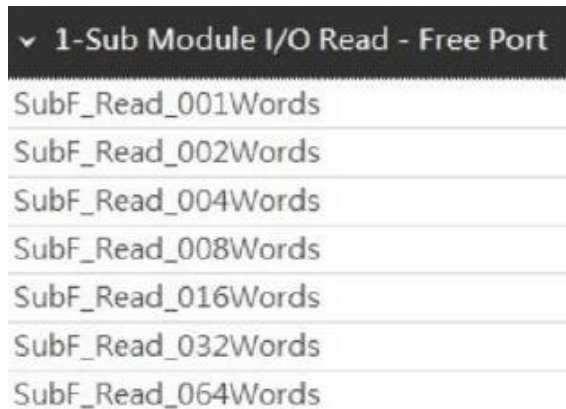 1-Sub Module I/O Read - Free Port
SubF_Read_001Words
SubF_Read_002Words
SubF_Read_004Words
SubF_Read_008Words
SubF_Read_016Words
SubF_Read_032Words
SubF_Read_064Words